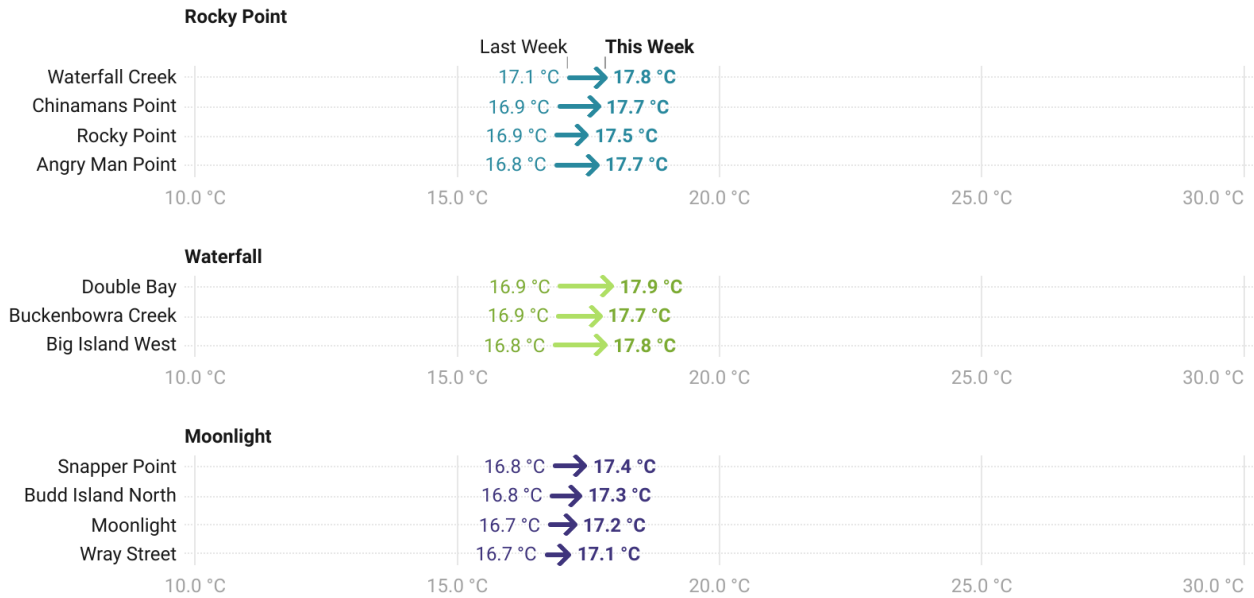 Rocky Point
Last Week This Week
Waterfall Creek 17.1 °C 17.8 °C
Chinamans Point 16.9 °C 17.7 °C
Rocky Point 16.9 °C 17.5 °C
Angry Man Point 16.8 °C 17.7 °C
10.0 °C 15.0 °C 20.0 °C 25.0 °C 30.0 °C
Waterfall
Double Bay 16.9 °C 17.9 °C
Buckenbowra Creek 16.9 °C 17.7 °C
Big Island West 16.8 °C 17.8 °C
10.0 °C 15.0 °C 20.0 °C 25.0 °C 30.0 °C
Moonlight
Snapper Point 16.8 °C 17.4 °C
Budd Island North 16.8 °C 17.3 °C
Moonlight 16.7 °C 17.2 °C
Wray Street 16.7 °C 17.1 °C
10.0 °C 15.0 °C 20.0 °C 25.0 °C 30.0 °C